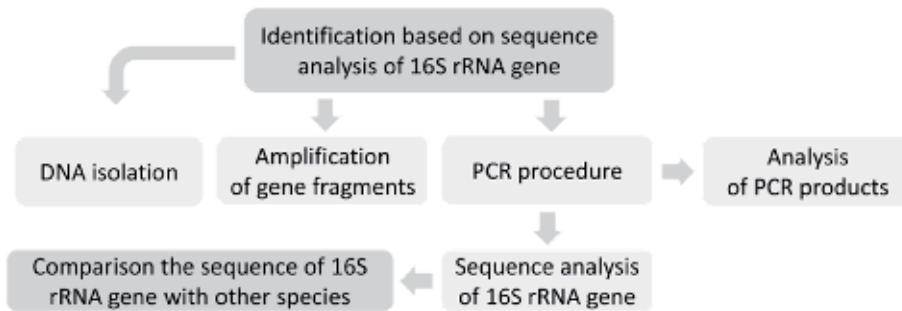 Identification based on sequence
analysis of 16S rRNA gene
DNA isolation
Amplification
of gene fragments
PCR procedure
Analysis
of PCR products
Comparison the sequence of 16S
rRNA gene with other species
Sequence analysis
of 16S rRNA gene